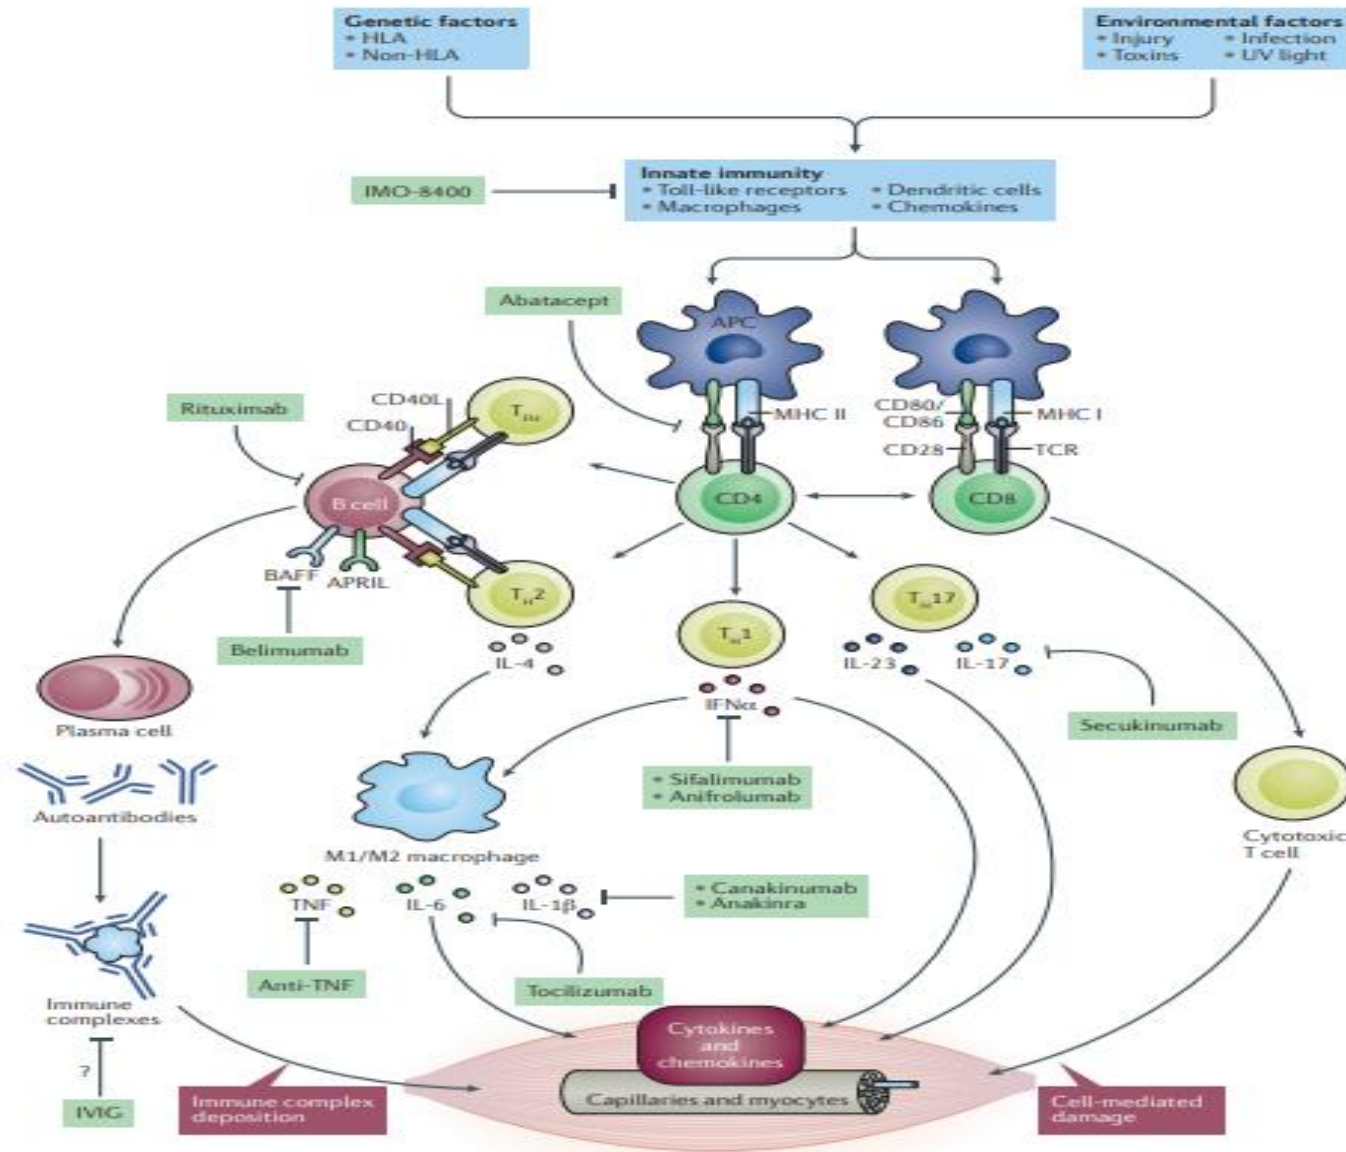 Genetic factors
• HLA
• Non-HLA
Environmental factors
• Injury • Infection
• Toxins • UV light
IMO-8400
Innate immunity
• Toll-like receptors • Dendritic cells
• Macrophages • Chemokines
Abatacept
APC
MHC II
CD80/
CD86
MHC I
CD28
TCR
Rituximab
CD40L
CD40
B cell
CD4
CD8
BAFF
APRIL
TH2
TH17
Belimumab
IL-4
TH1
IL-23
IL-17
IFNα
Secukinumab
Plasma cell
• Sifalimumab
• Anifrolumab
Autoantibodies
Cytotoxic
T cell
M1/M2 macrophage
TNF
IL-6
IL-1β
• Canakinumab
• Anakinra
Anti-TNF
Tocilizumab
Immune
complexes
Cytokines
and
chemokines
?
IVIG
Immune complex
deposition
Capillaries and myocytes
Cell-mediated
damage